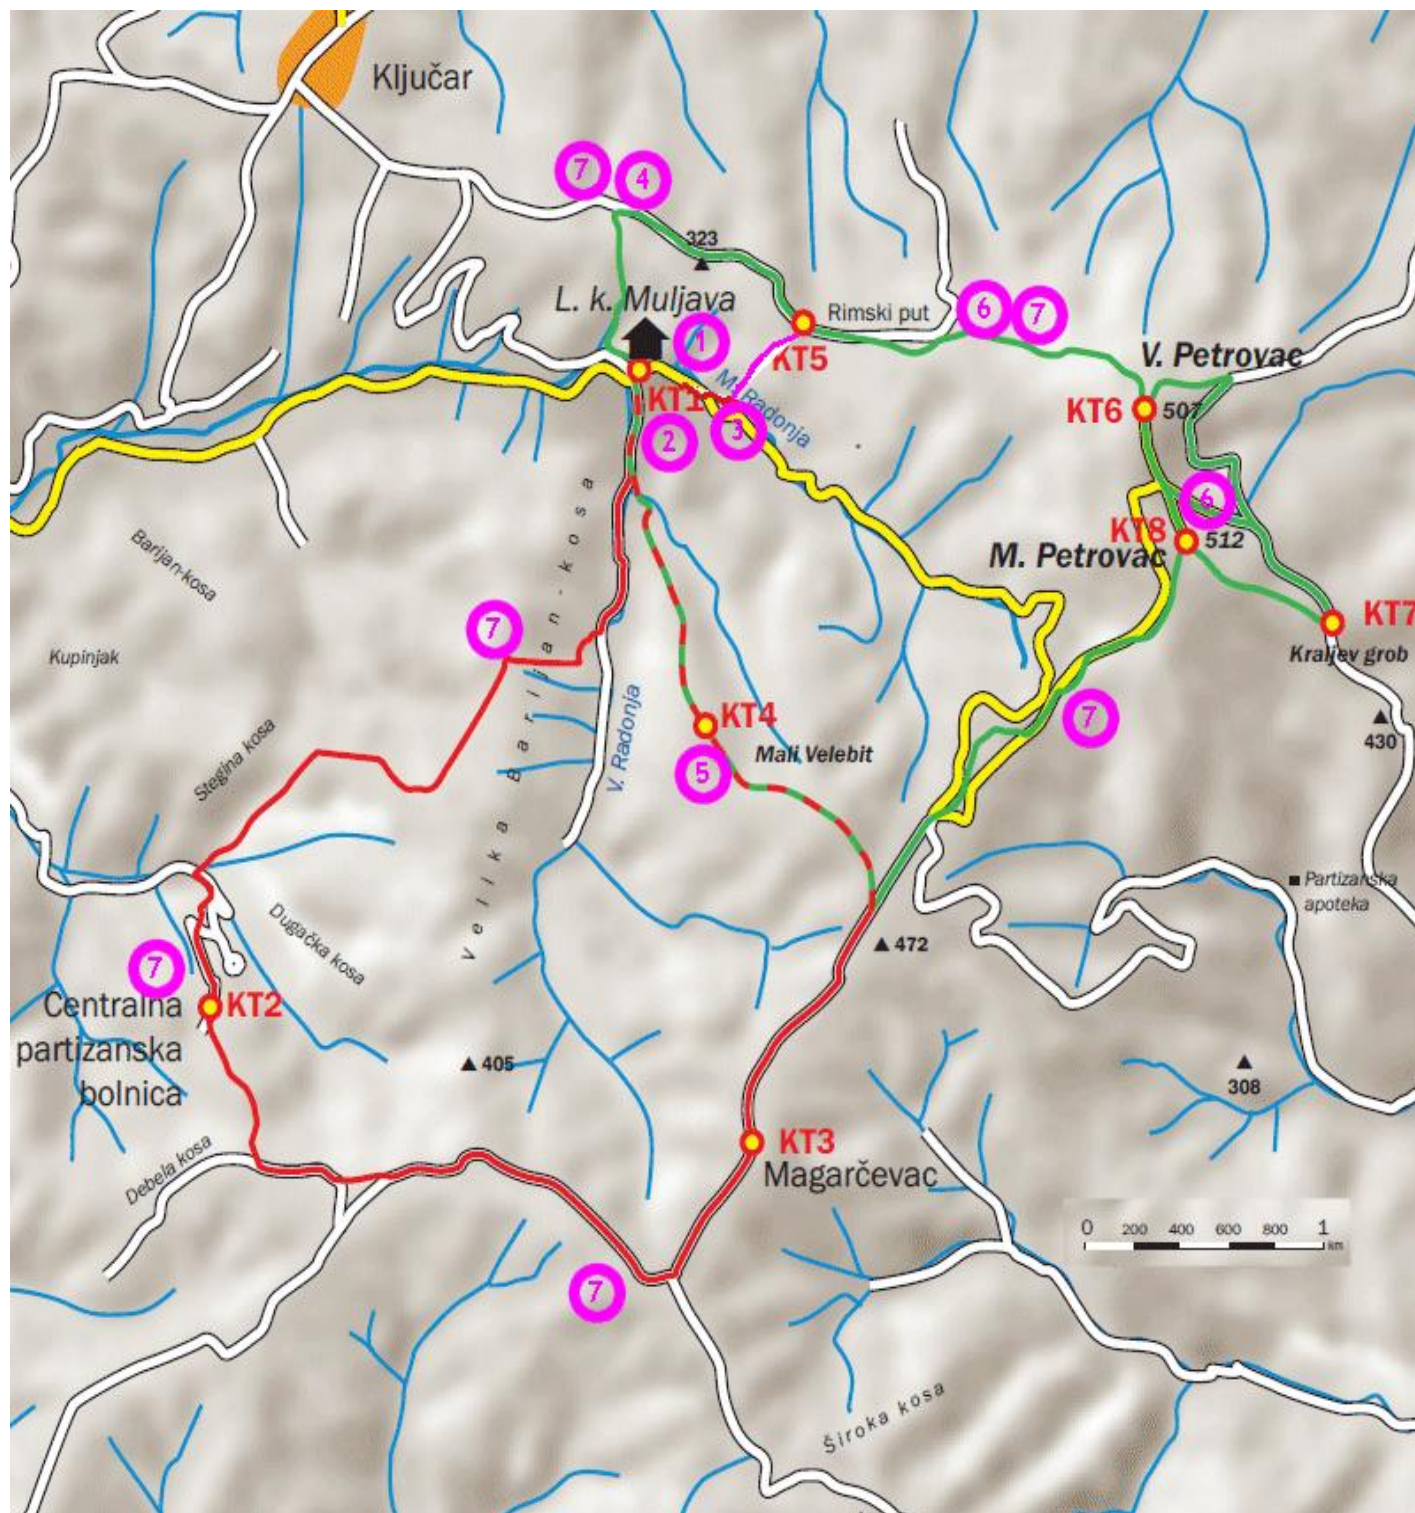 Ključar
7
4
323
L. k. Muljava
1
Rimski put
6
7
KT5
V. Petrovac
M. Radonja
KT1
KT6
507
2
3
Velika Barijan-kosa
6
Barijan-kosa
KT8
512
M. Petrovac
KT7
Kraljev grob
Kupinjak
7
V. Radonja
7
KT4
430
Stegina kosa
Mali Velebit
5
Partizanska
apoteka
Dugačka kosa
472
7
Centralna
partizanska
bolnica
KT2
405
308
Debela kosa
KT3
Magarčevac
0 200 400 600 800 1
km
7
Široka kosa